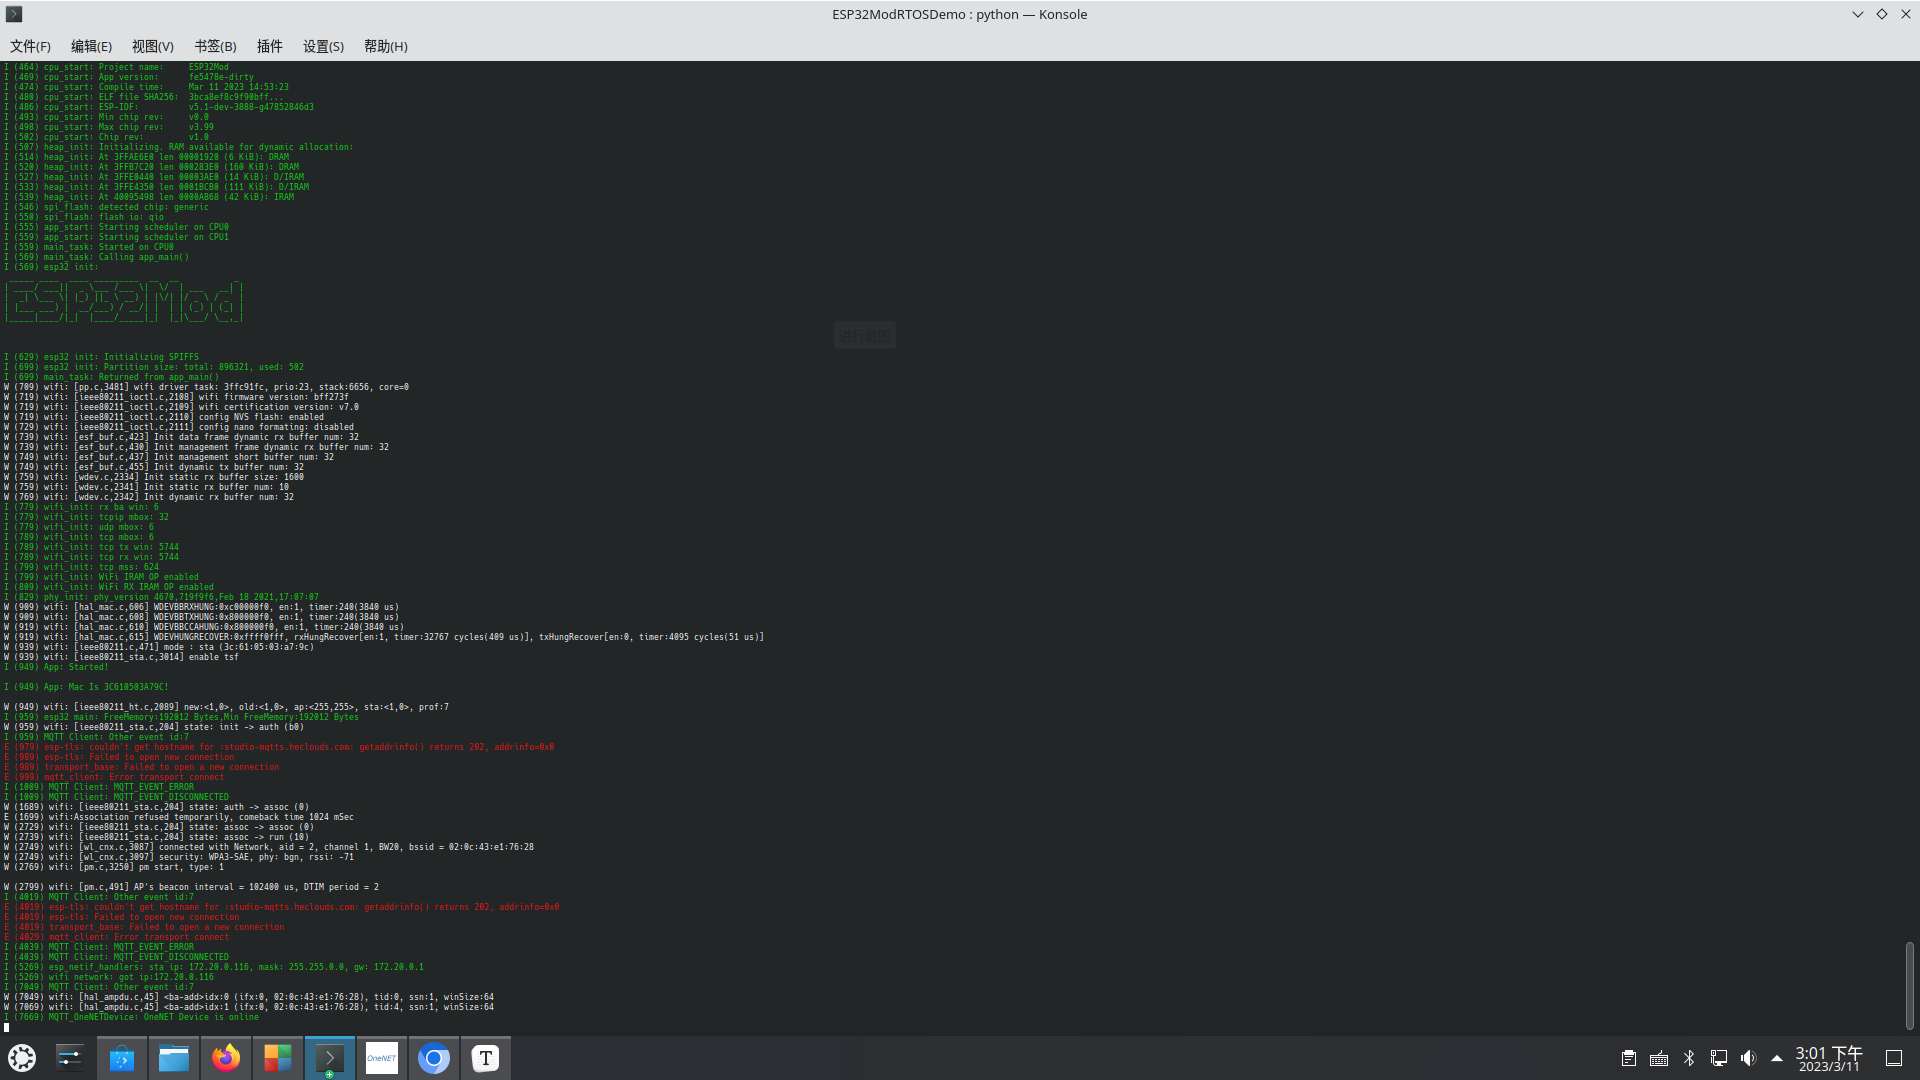 ESP32ModRTOSDemo : python — Konsole
文件(F) 编辑(E) 视图(V) 书签(B) 插件 设置(S) 帮助(H)
I (464) cpu_start: Project name:     ESP32Mod
I (469) cpu_start: App version:      fe5478e-dirty
I (474) cpu_start: Compile time:     Mar 11 2023 14:53:23
I (480) cpu_start: ELF file SHA256:  3bca8ef8c9f90bff...
I (486) cpu_start: ESP-IDF:          v5.1-dev-3888-g47852846d3
I (493) cpu_start: Min chip rev:     v0.0
I (498) cpu_start: Max chip rev:     v3.99
I (502) cpu_start: Chip rev:         v1.0
I (507) heap_init: Initializing. RAM available for dynamic allocation:
I (514) heap_init: At 3FFAE6E0 len 00001920 (6 KiB): DRAM
I (520) heap_init: At 3FFB7C20 len 000283E0 (160 KiB): DRAM
I (527) heap_init: At 3FFE0440 len 00003AE0 (14 KiB): D/IRAM
I (533) heap_init: At 3FFE4350 len 0001BCB0 (111 KiB): D/IRAM
I (539) heap_init: At 40095498 len 0000AB68 (42 KiB): IRAM
I (546) spi_flash: detected chip: generic
I (550) spi_flash: flash io: qio
I (555) app_start: Starting scheduler on CPU0
I (559) app_start: Starting scheduler on CPU1
I (559) main_task: Started on CPU0
I (569) main_task: Calling app_main()
I (569) esp32 init:
ESP32Mod
进行截图
I (629) esp32 init: Initializing SPIFFS
I (699) esp32 init: Partition size: total: 896321, used: 502
I (699) main_task: Returned from app_main()
W (709) wifi: [pp.c,3481] wifi driver task: 3ffc91fc, prio:23, stack:6656, core=0
W (719) wifi: [ieee80211_ioctl.c,2108] wifi firmware version: bff273f
W (719) wifi: [ieee80211_ioctl.c,2109] wifi certification version: v7.0
W (719) wifi: [ieee80211_ioctl.c,2110] config NVS flash: enabled
W (729) wifi: [ieee80211_ioctl.c,2111] config nano formating: disabled
W (739) wifi: [esf_buf.c,423] Init data frame dynamic rx buffer num: 32
W (739) wifi: [esf_buf.c,430] Init management frame dynamic rx buffer num: 32
W (749) wifi: [esf_buf.c,437] Init management short buffer num: 32
W (749) wifi: [esf_buf.c,455] Init dynamic tx buffer num: 32
W (759) wifi: [wdev.c,2334] Init static rx buffer size: 1600
W (759) wifi: [wdev.c,2341] Init static rx buffer num: 10
W (769) wifi: [wdev.c,2342] Init dynamic rx buffer num: 32
I (779) wifi_init: rx ba win: 6
I (779) wifi_init: tcpip mbox: 32
I (779) wifi_init: udp mbox: 6
I (789) wifi_init: tcp mbox: 6
I (789) wifi_init: tcp tx win: 5744
I (789) wifi_init: tcp rx win: 5744
I (799) wifi_init: tcp mss: 624
I (799) wifi_init: WiFi IRAM OP enabled
I (809) wifi_init: WiFi RX IRAM OP enabled
I (829) phy_init: phy_version 4670,719f9f6,Feb 18 2021,17:07:07
W (909) wifi: [hal_mac.c,606] WDEVBBRXHUNG:0xc00000f0, en:1, timer:240(3840 us)
W (909) wifi: [hal_mac.c,608] WDEVBBTXHUNG:0x800000f0, en:1, timer:240(3840 us)
W (919) wifi: [hal_mac.c,610] WDEVBBCCAHUNG:0x800000f0, en:1, timer:240(3840 us)
W (919) wifi: [hal_mac.c,615] WDEVHUNGRECOVER:0xffff0fff, rxHungRecover[en:1, timer:32767 cycles(409 us)], txHungRecover[en:0, timer:4095 cycles(51 us)]
W (939) wifi: [ieee80211.c,471] mode : sta (3c:61:05:03:a7:9c)
W (939) wifi: [ieee80211_sta.c,3014] enable tsf
I (949) App: Started!
I (949) App: Mac Is 3C610503A79C!
W (949) wifi: [ieee80211_ht.c,2089] new:<1,0>, old:<1,0>, ap:<255,255>, sta:<1,0>, prof:7
I (959) esp32 main: FreeMemory:192012 Bytes,Min FreeMemory:192012 Bytes
W (959) wifi: [ieee80211_sta.c,204] state: init -> auth (b0)
I (959) MQTT Client: Other event id:7
E (979) esp-tls: couldn't get hostname for :studio-mqtts.heclouds.com: getaddrinfo() returns 202, addrinfo=0x0
E (989) esp-tls: Failed to open new connection
E (989) transport_base: Failed to open a new connection
E (999) mqtt_client: Error transport connect
I (1009) MQTT Client: MQTT_EVENT_ERROR
I (1009) MQTT Client: MQTT_EVENT_DISCONNECTED
W (1689) wifi: [ieee80211_sta.c,204] state: auth -> assoc (0)
E (1699) wifi:Association refused temporarily, comeback time 1024 mSec
W (2729) wifi: [ieee80211_sta.c,204] state: assoc -> assoc (0)
W (2739) wifi: [ieee80211_sta.c,204] state: assoc -> run (10)
W (2749) wifi: [wl_cnx.c,3087] connected with Network, aid = 2, channel 1, BW20, bssid = 02:0c:43:e1:76:28
W (2749) wifi: [wl_cnx.c,3097] security: WPA3-SAE, phy: bgn, rssi: -71
W (2769) wifi: [pm.c,3250] pm start, type: 1
W (2799) wifi: [pm.c,491] AP's beacon interval = 102400 us, DTIM period = 2
I (4019) MQTT Client: Other event id:7
E (4019) esp-tls: couldn't get hostname for :studio-mqtts.heclouds.com: getaddrinfo() returns 202, addrinfo=0x0
E (4019) esp-tls: Failed to open new connection
E (4019) transport_base: Failed to open a new connection
E (4029) mqtt_client: Error transport connect
I (4039) MQTT Client: MQTT_EVENT_ERROR
I (4039) MQTT Client: MQTT_EVENT_DISCONNECTED
I (5269) esp_netif_handlers: sta ip: 172.20.0.116, mask: 255.255.0.0, gw: 172.20.0.1
I (5269) wifi network: got ip:172.20.0.116
I (7049) MQTT Client: Other event id:7
W (7049) wifi: [hal_ampdu.c,45] <ba-add>idx:0 (ifx:0, 02:0c:43:e1:76:28), tid:0, ssn:1, winSize:64
W (7069) wifi: [hal_ampdu.c,45] <ba-add>idx:1 (ifx:0, 02:0c:43:e1:76:28), tid:4, ssn:1, winSize:64
I (7669) MQTT_OneNETDevice: OneNET Device is online
OneNET
T
3:01 下午
2023/3/11